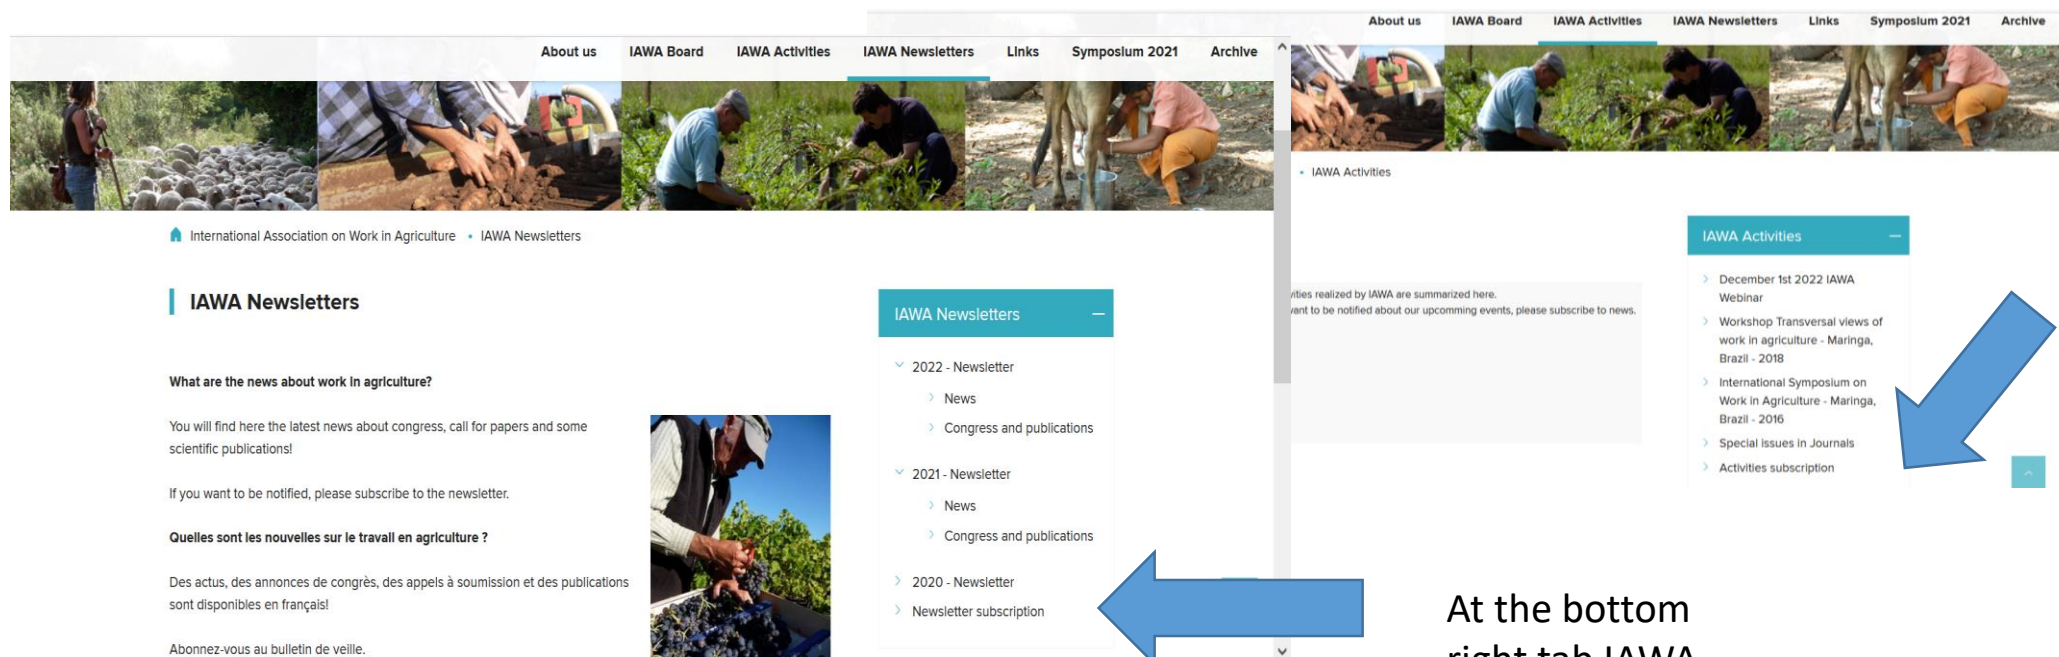 About us IAWA Board IAWA Activities IAWA Newsletters Links Symposium 2021 Archive
International Association on Work in Agriculture • IAWA Newsletters
IAWA Newsletters
What are the news about work in agriculture?
You will find here the latest news about congress, call for papers and some
scientific publications!
If you want to be notified, please subscribe to the newsletter.
Quelles sont les nouvelles sur le travail en agriculture ?
Des actus, des annonces de congrès, des appels à soumission et des publications
sont disponibles en français!
Abonnez-vous au bulletin de veille.
IAWA Newsletters
2022 - Newsletter
News
Congress and publications
2021 - Newsletter
News
Congress and publications
2020 - Newsletter
Newsletter subscription
About us IAWA Board IAWA Activities IAWA Newsletters Links Symposium 2021 Archive
• IAWA Activities
realized by IAWA are summarized here.
to be notified about our upcomming events, please subscribe to news.
IAWA Activities
December 1st 2022 IAWA
Webinar
Workshop Transversal views of
work in agriculture - Maringa,
Brazil - 2018
International Symposium on
Work in Agriculture - Maringa,
Brazil - 2016
Special issues in Journals
Activities subscription
At the bottom
right tab IAWA